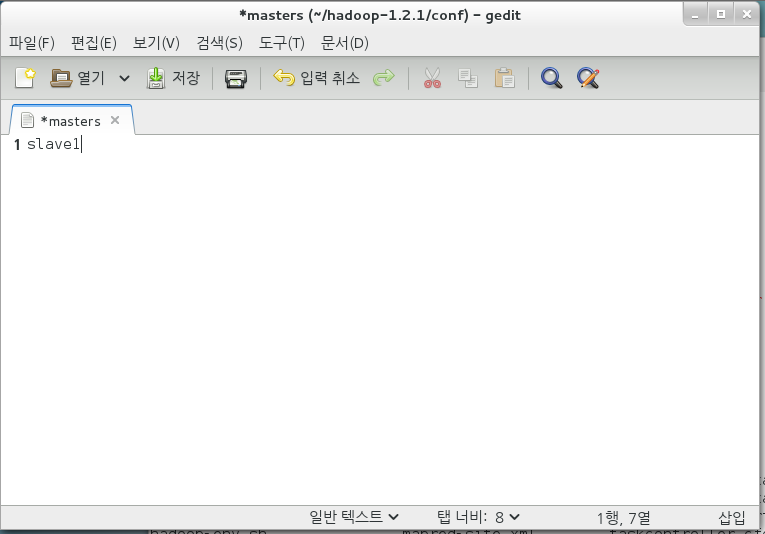 *masters (~/hadoop-1.2.1/conf) - gedit
파일(F) 편집(E) 보기(V) 검색(S) 도구(T) 문서(D)
열기 저장 입력 취소
*masters
1 slave1
일반 텍스트 탭 너비: 8 1행, 7열 삽입